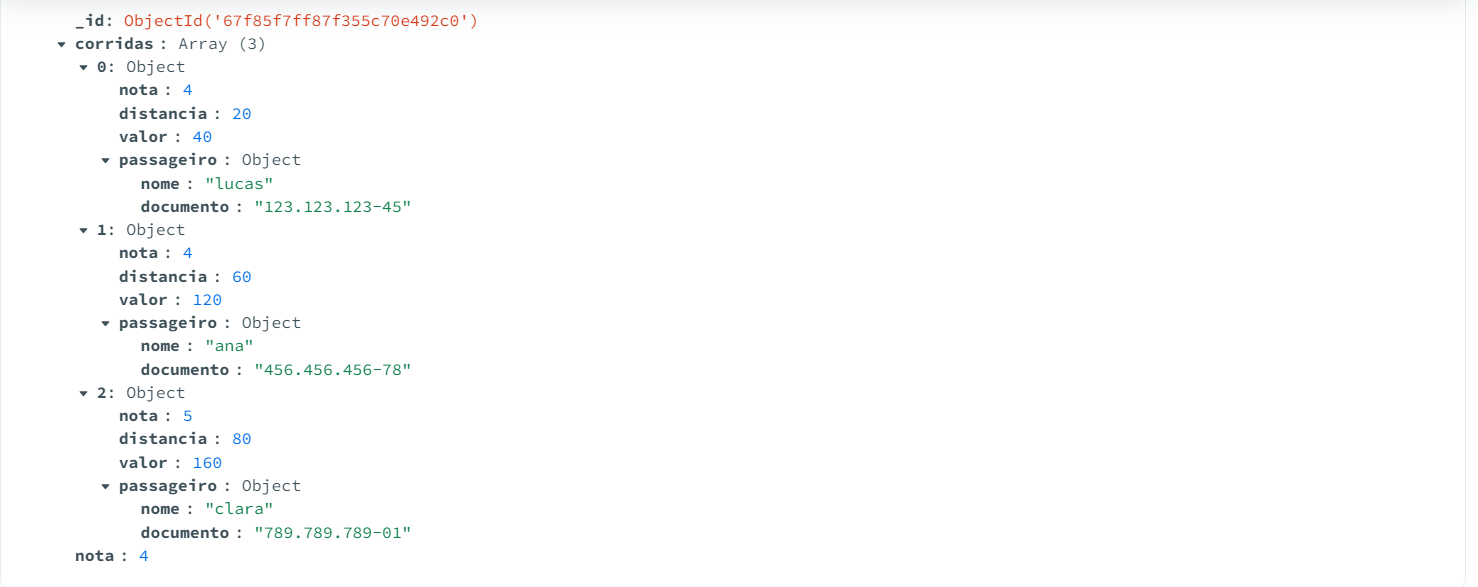 _id: ObjectId('67f85f7ff87f355c70e492c0')
corridas : Array (3)
0: Object
nota : 4
distancia : 20
valor : 40
passageiro : Object
nome : "lucas"
documento : "123.123.123-45"
1: Object
nota : 4
distancia : 60
valor : 120
passageiro : Object
nome : "ana"
documento : "456.456.456-78"
2: Object
nota : 5
distancia : 80
valor : 160
passageiro : Object
nome : "clara"
documento : "789.789.789-01"
nota : 4